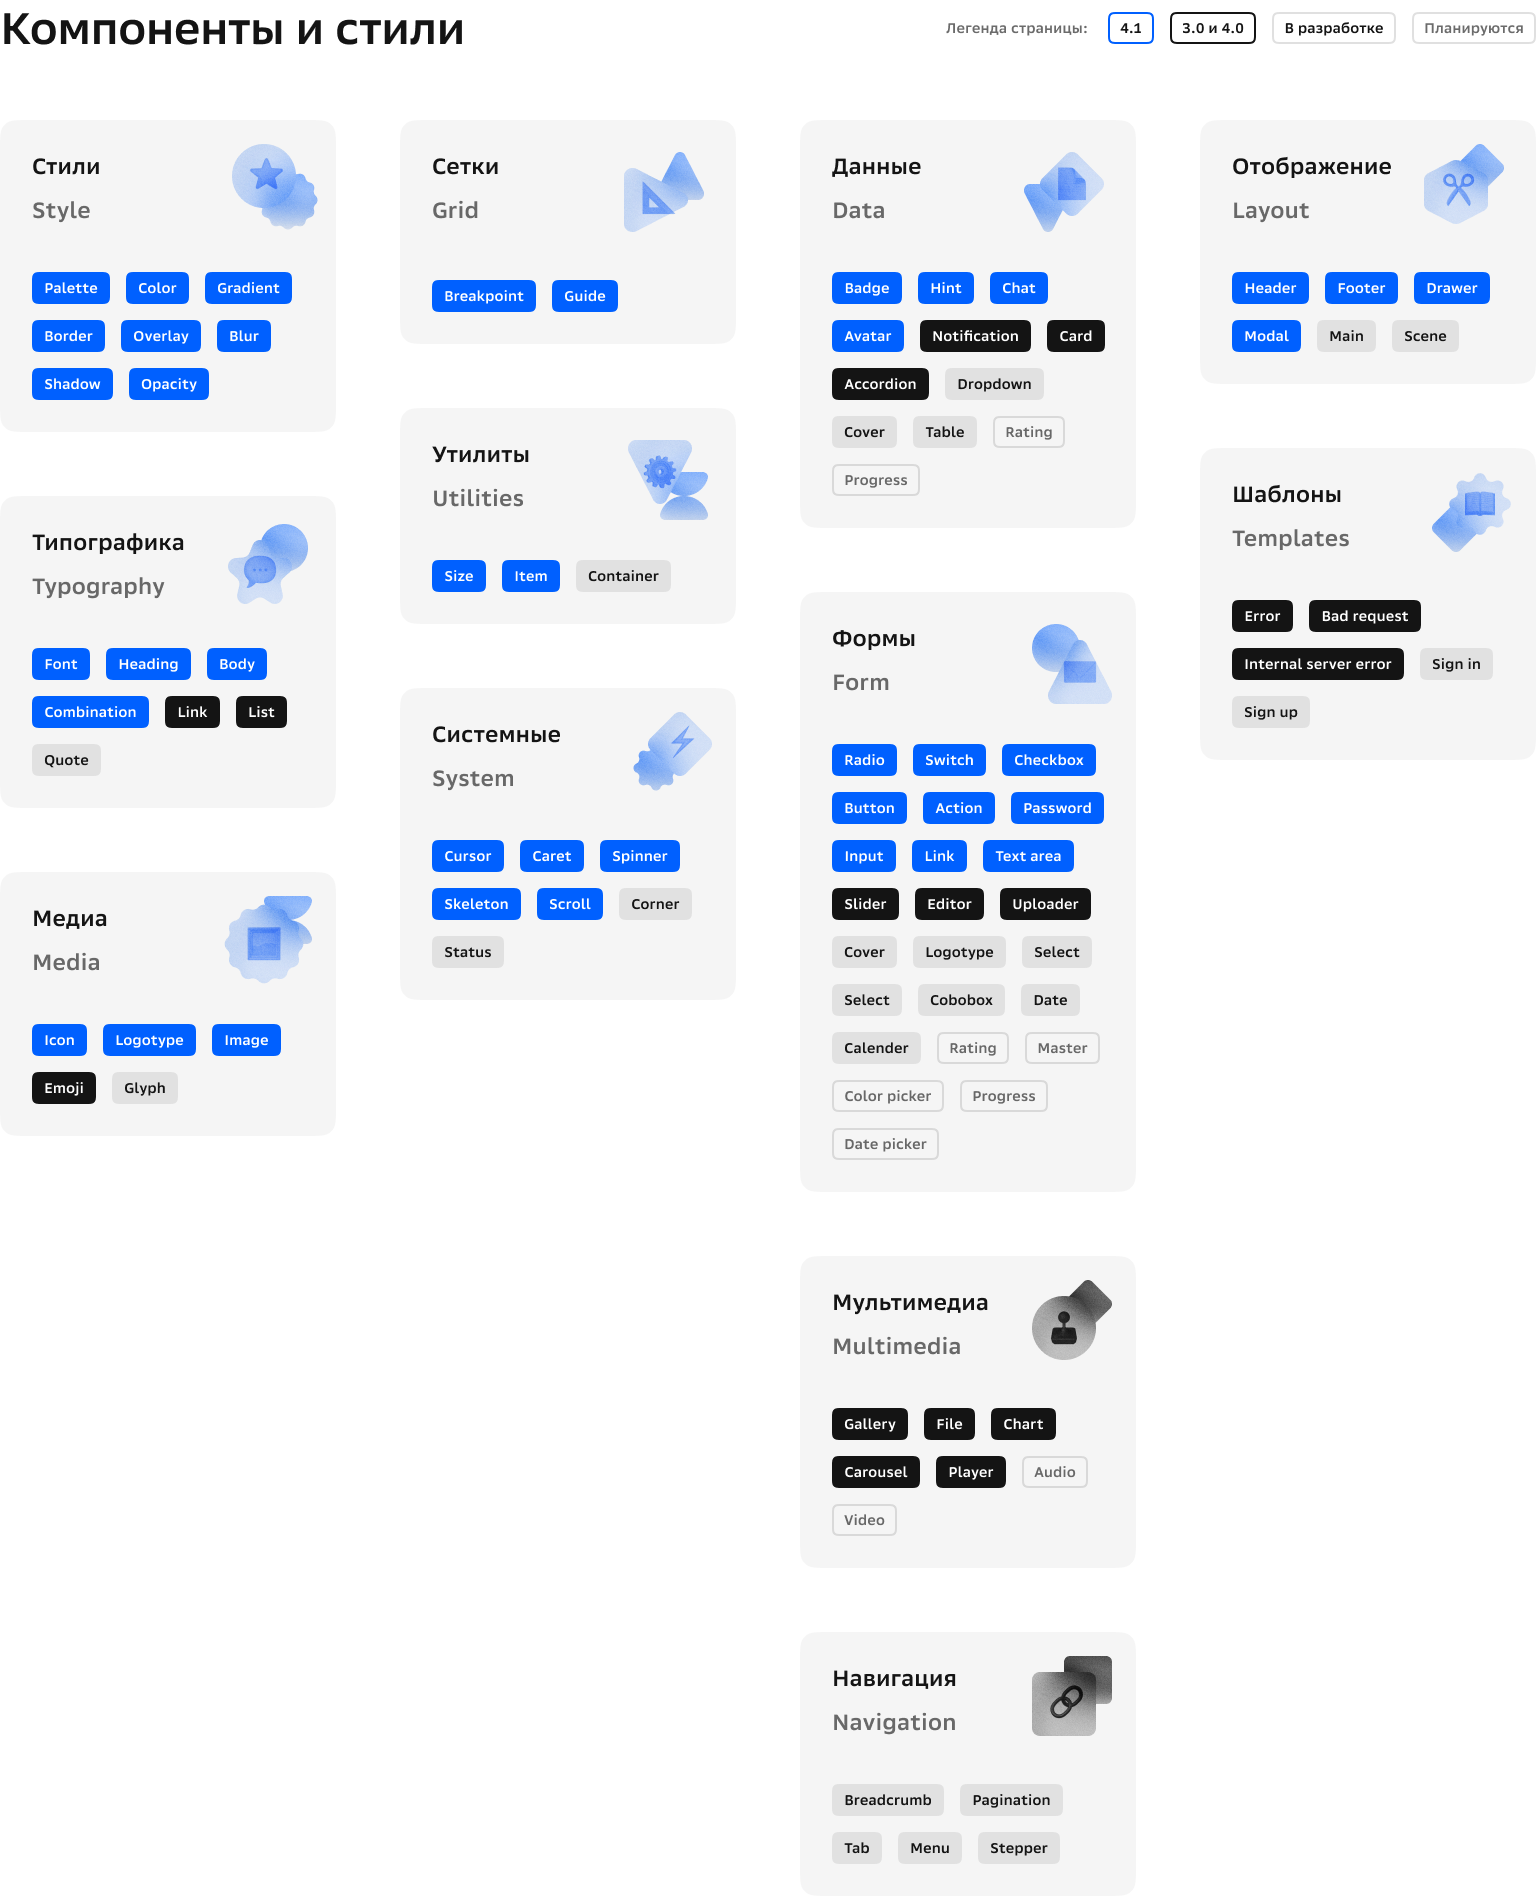 Компоненты и стили
Легенда страницы: 4.1 3.0 и 4.0 В разработке Планируются
Стили
Style
Palette Color Gradient
Border Overlay Blur
Shadow Opacity
Типографика
Typography
Font Heading Body
Combination Link List
Quote
Медиа
Media
Icon Logotype Image
Emoji Glyph
Сетки
Grid
Breakpoint Guide
Утилиты
Utilities
Size Item Container
Системные
System
Cursor Caret Spinner
Skeleton Scroll Corner
Status
Данные
Data
Badge Hint Chat
Avatar Notification Card
Accordion Dropdown
Cover Table Rating
Progress
Формы
Form
Radio Switch Checkbox
Button Action Password
Input Link Text area
Slider Editor Uploader
Cover Logotype Select
Select Cobobox Date
Calender Rating Master
Color picker Progress
Date picker
Мультимедиа
Multimedia
Gallery File Chart
Carousel Player Audio
Video
Навигация
Navigation
Breadcrumb Pagination
Tab Menu Stepper
Отображение
Layout
Header Footer Drawer
Modal Main Scene
Шаблоны
Templates
Error Bad request
Internal server error Sign in
Sign up